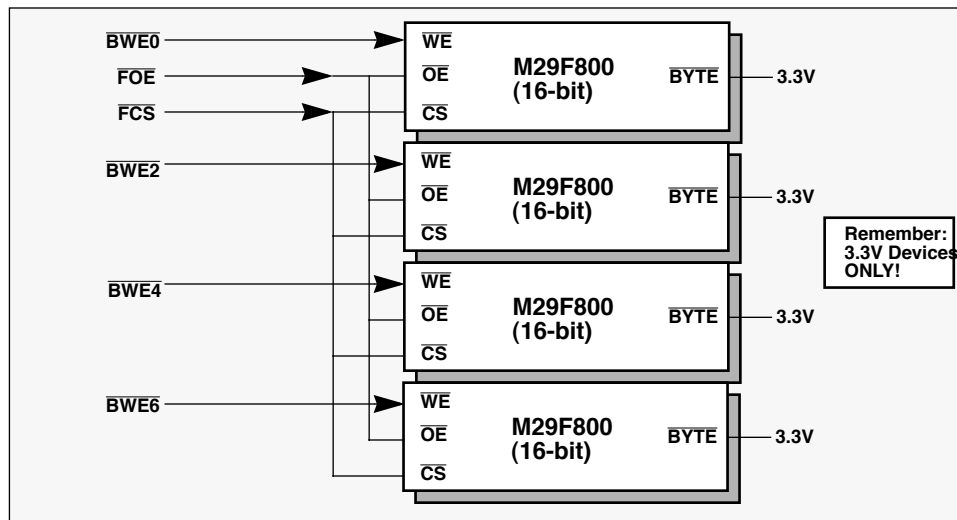 BWE0
FOE
FCS
BWE2
BWE4
BWE6
WE
OE
CS
M29F800
(16-bit)
BYTE
3.3V
WE
OE
CS
M29F800
(16-bit)
BYTE
3.3V
WE
OE
CS
M29F800
(16-bit)
BYTE
3.3V
WE
OE
CS
M29F800
(16-bit)
BYTE
3.3V
Remember:
3.3V Devices
ONLY!